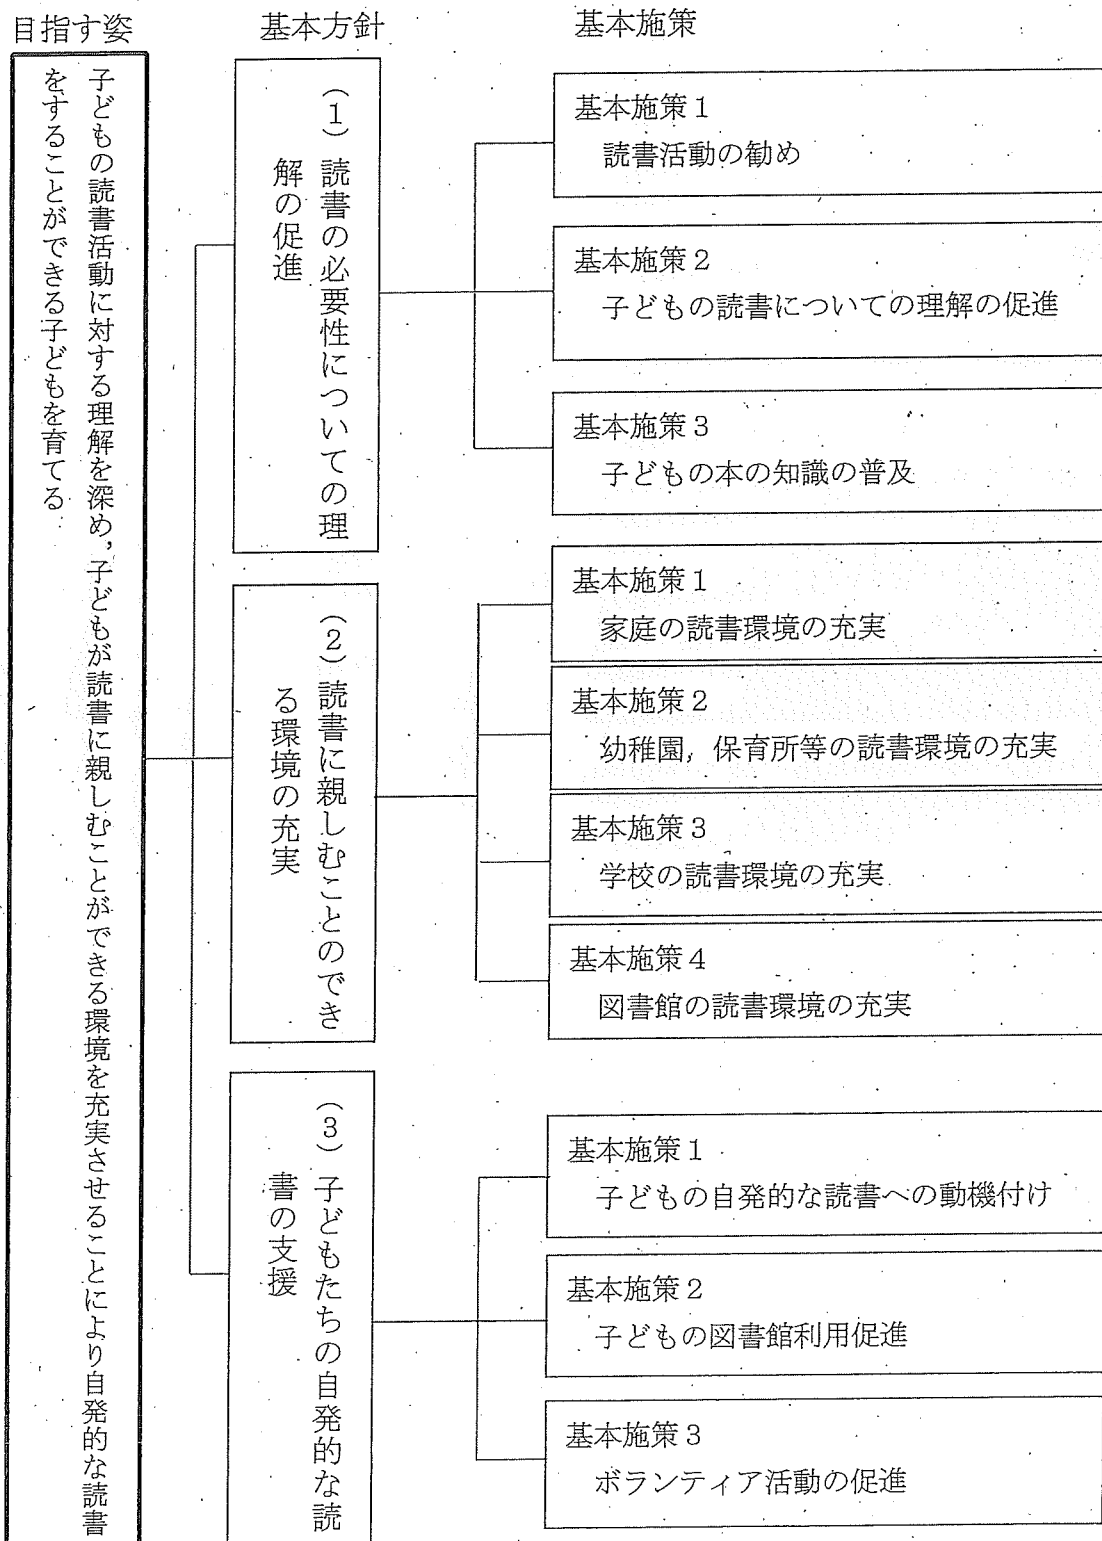 目指す姿
基本方針
基本施策
子どもの読書活動に対する理解を深め,子どもが読書に親しむことができる環境を充実させることにより自発的な読書
をすることができる子どもを育てる
(1) 読書の必要性についての理
解の促進
基本施策1
読書活動の勧め
基本施策2
子どもの読書についての理解の促進
基本施策3
子どもの本の知識の普及
(2) 読書に親しむことのでき
る環境の充実
基本施策1
家庭の読書環境の充実
基本施策2
幼稚園,保育所等の読書環境の充実
基本施策3
学校の読書環境の充実
基本施策4
図書館の読書環境の充実
(3) 子どもたちの自発的な読
書の支援
基本施策1
子どもの自発的な読書への動機付け
基本施策2
子どもの図書館利用促進
基本施策3
ボランティア活動の促進